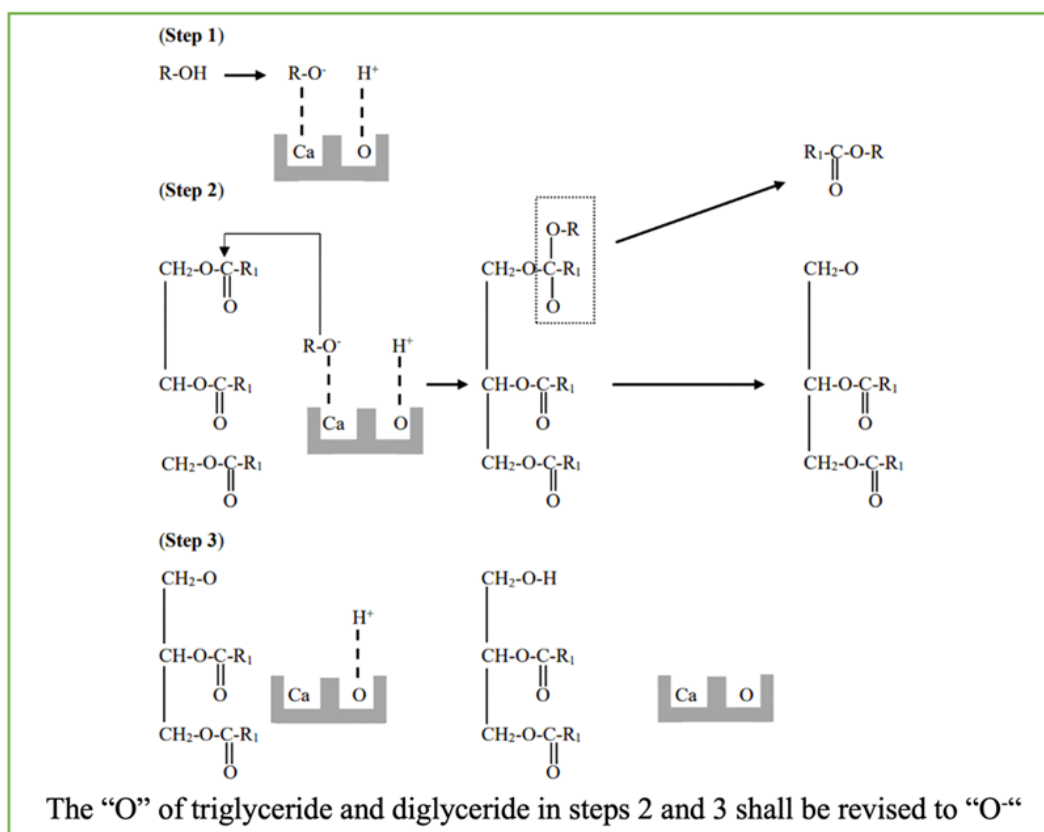 (Step 1)
R-OH R-O- H+
Ca O
R1-C-O-R
O
(Step 2)
O-R
CH2-O-C-R1 CH2-O-C-R1 CH2-O
O O
R-O- H+
CH-O-C-R1 CH-O-C-R1 CH-O-C-R1
O Ca O O O
CH2-O-C-R1 CH2-O-C-R1 CH2-O-C-R1
O O O
(Step 3)
CH2-O CH2-O-H
H+
CH-O-C-R1 CH-O-C-R1
O Ca O O Ca O
CH2-O-C-R1 CH2-O-C-R1
O O
The “O” of triglyceride and diglyceride in steps 2 and 3 shall be revised to “O-“